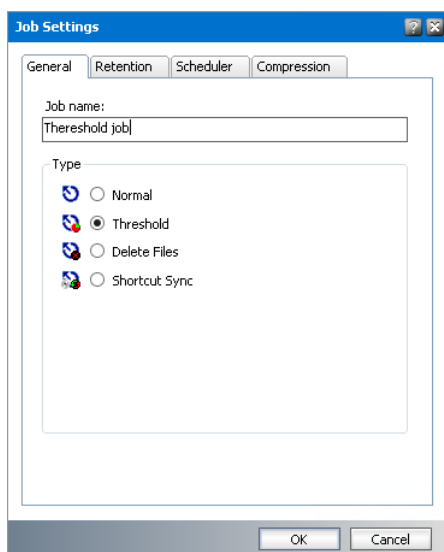 Job Settings
General Retention Scheduler Compression
Job name:
Thereshold job
Type
Normal
Threshold
Delete Files
Shortcut Sync
OK Cancel